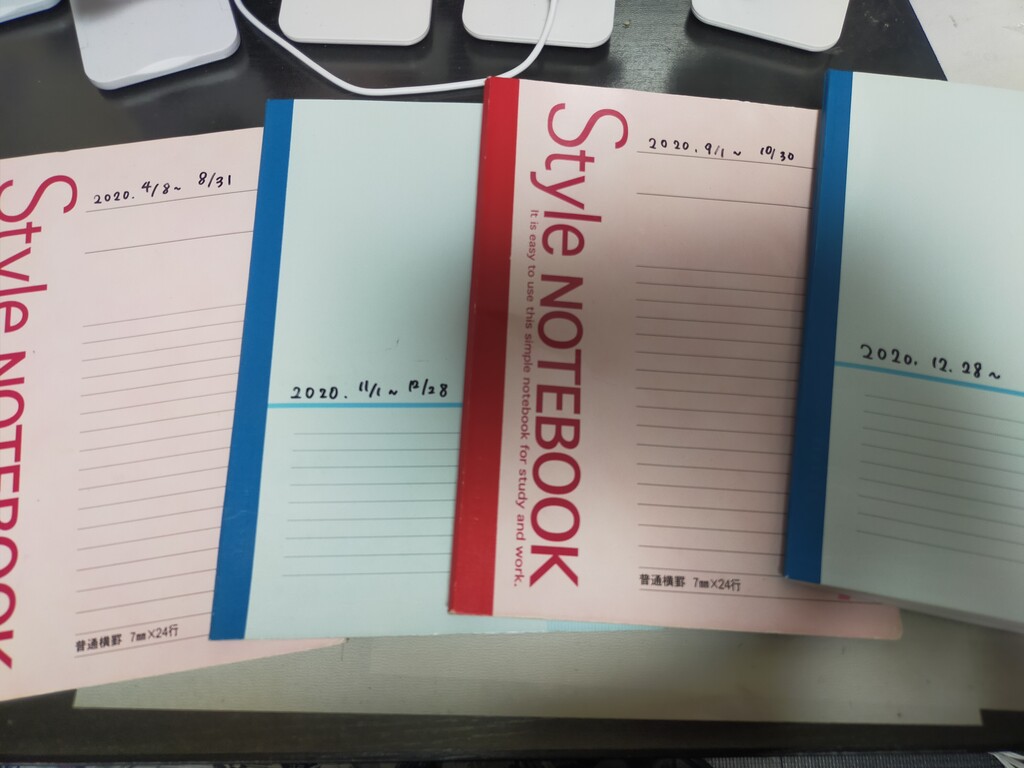 Style NOTEBOOK
2020. 4/8~ 8/31
普通横罫 7㎜×24行
2020. 11/1 ~ 12/28
Style NOTEBOOK
It is easy to use this simple notebook for study and work.
2020. 9/1 ~ 10/30
普通横罫 7㎜×24行
2020. 12. 28 ~